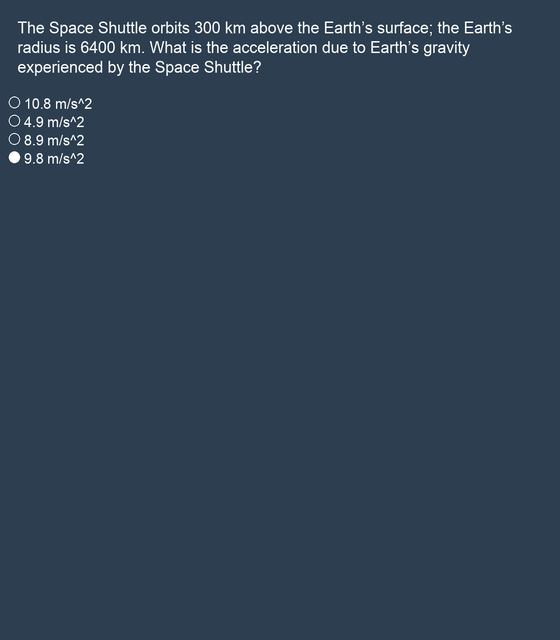 The Space Shuttle orbits 300 km above the Earth’s surface; the Earth’s
radius is 6400 km. What is the acceleration due to Earth’s gravity
experienced by the Space Shuttle?
10.8 m/s^2
4.9 m/s^2
8.9 m/s^2
9.8 m/s^2